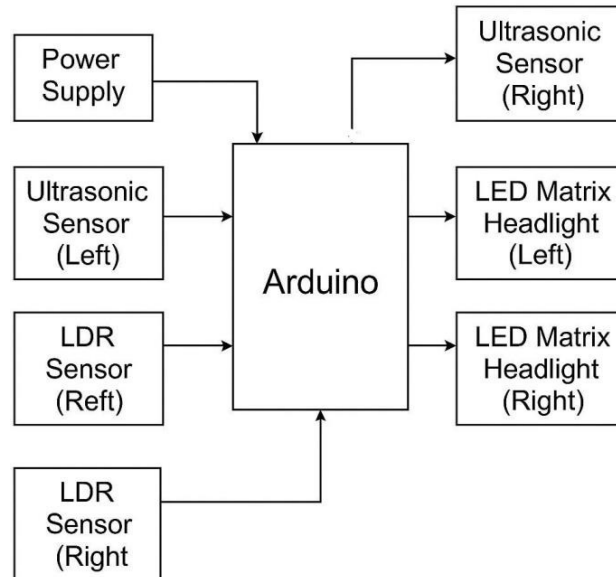 Power
Supply
Ultrasonic
Sensor
(Right)
Ultrasonic
Sensor
(Left)
LED Matrix
Headlight
(Left)
Arduino
LDR
Sensor
(Reft)
LED Matrix
Headlight
(Right)
LDR
Sensor
(Right